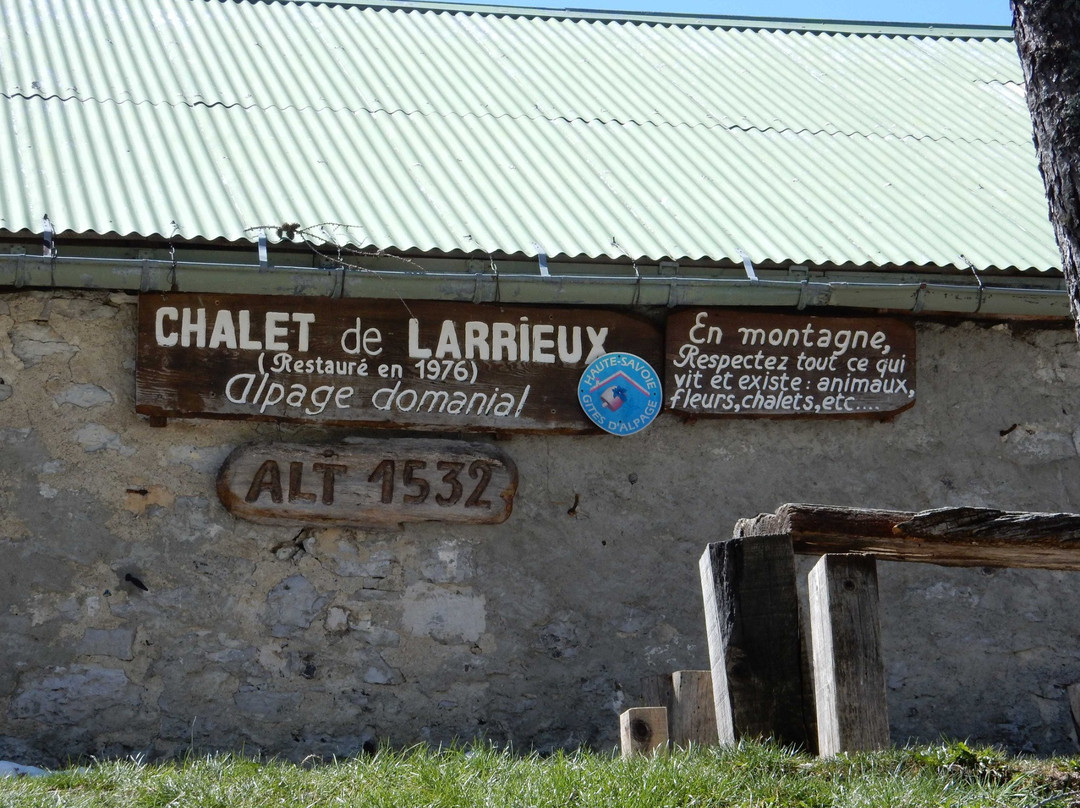 CHALET de LARRIEUX
(Restauré en 1976)
Alpage domanial
HAUTE-SAVOIE
GITES D'ALPAGE
En montagne,
Respectez tout ce qui
vit et existe : animaux,
fleurs, chalets, etc....
ALT 1532